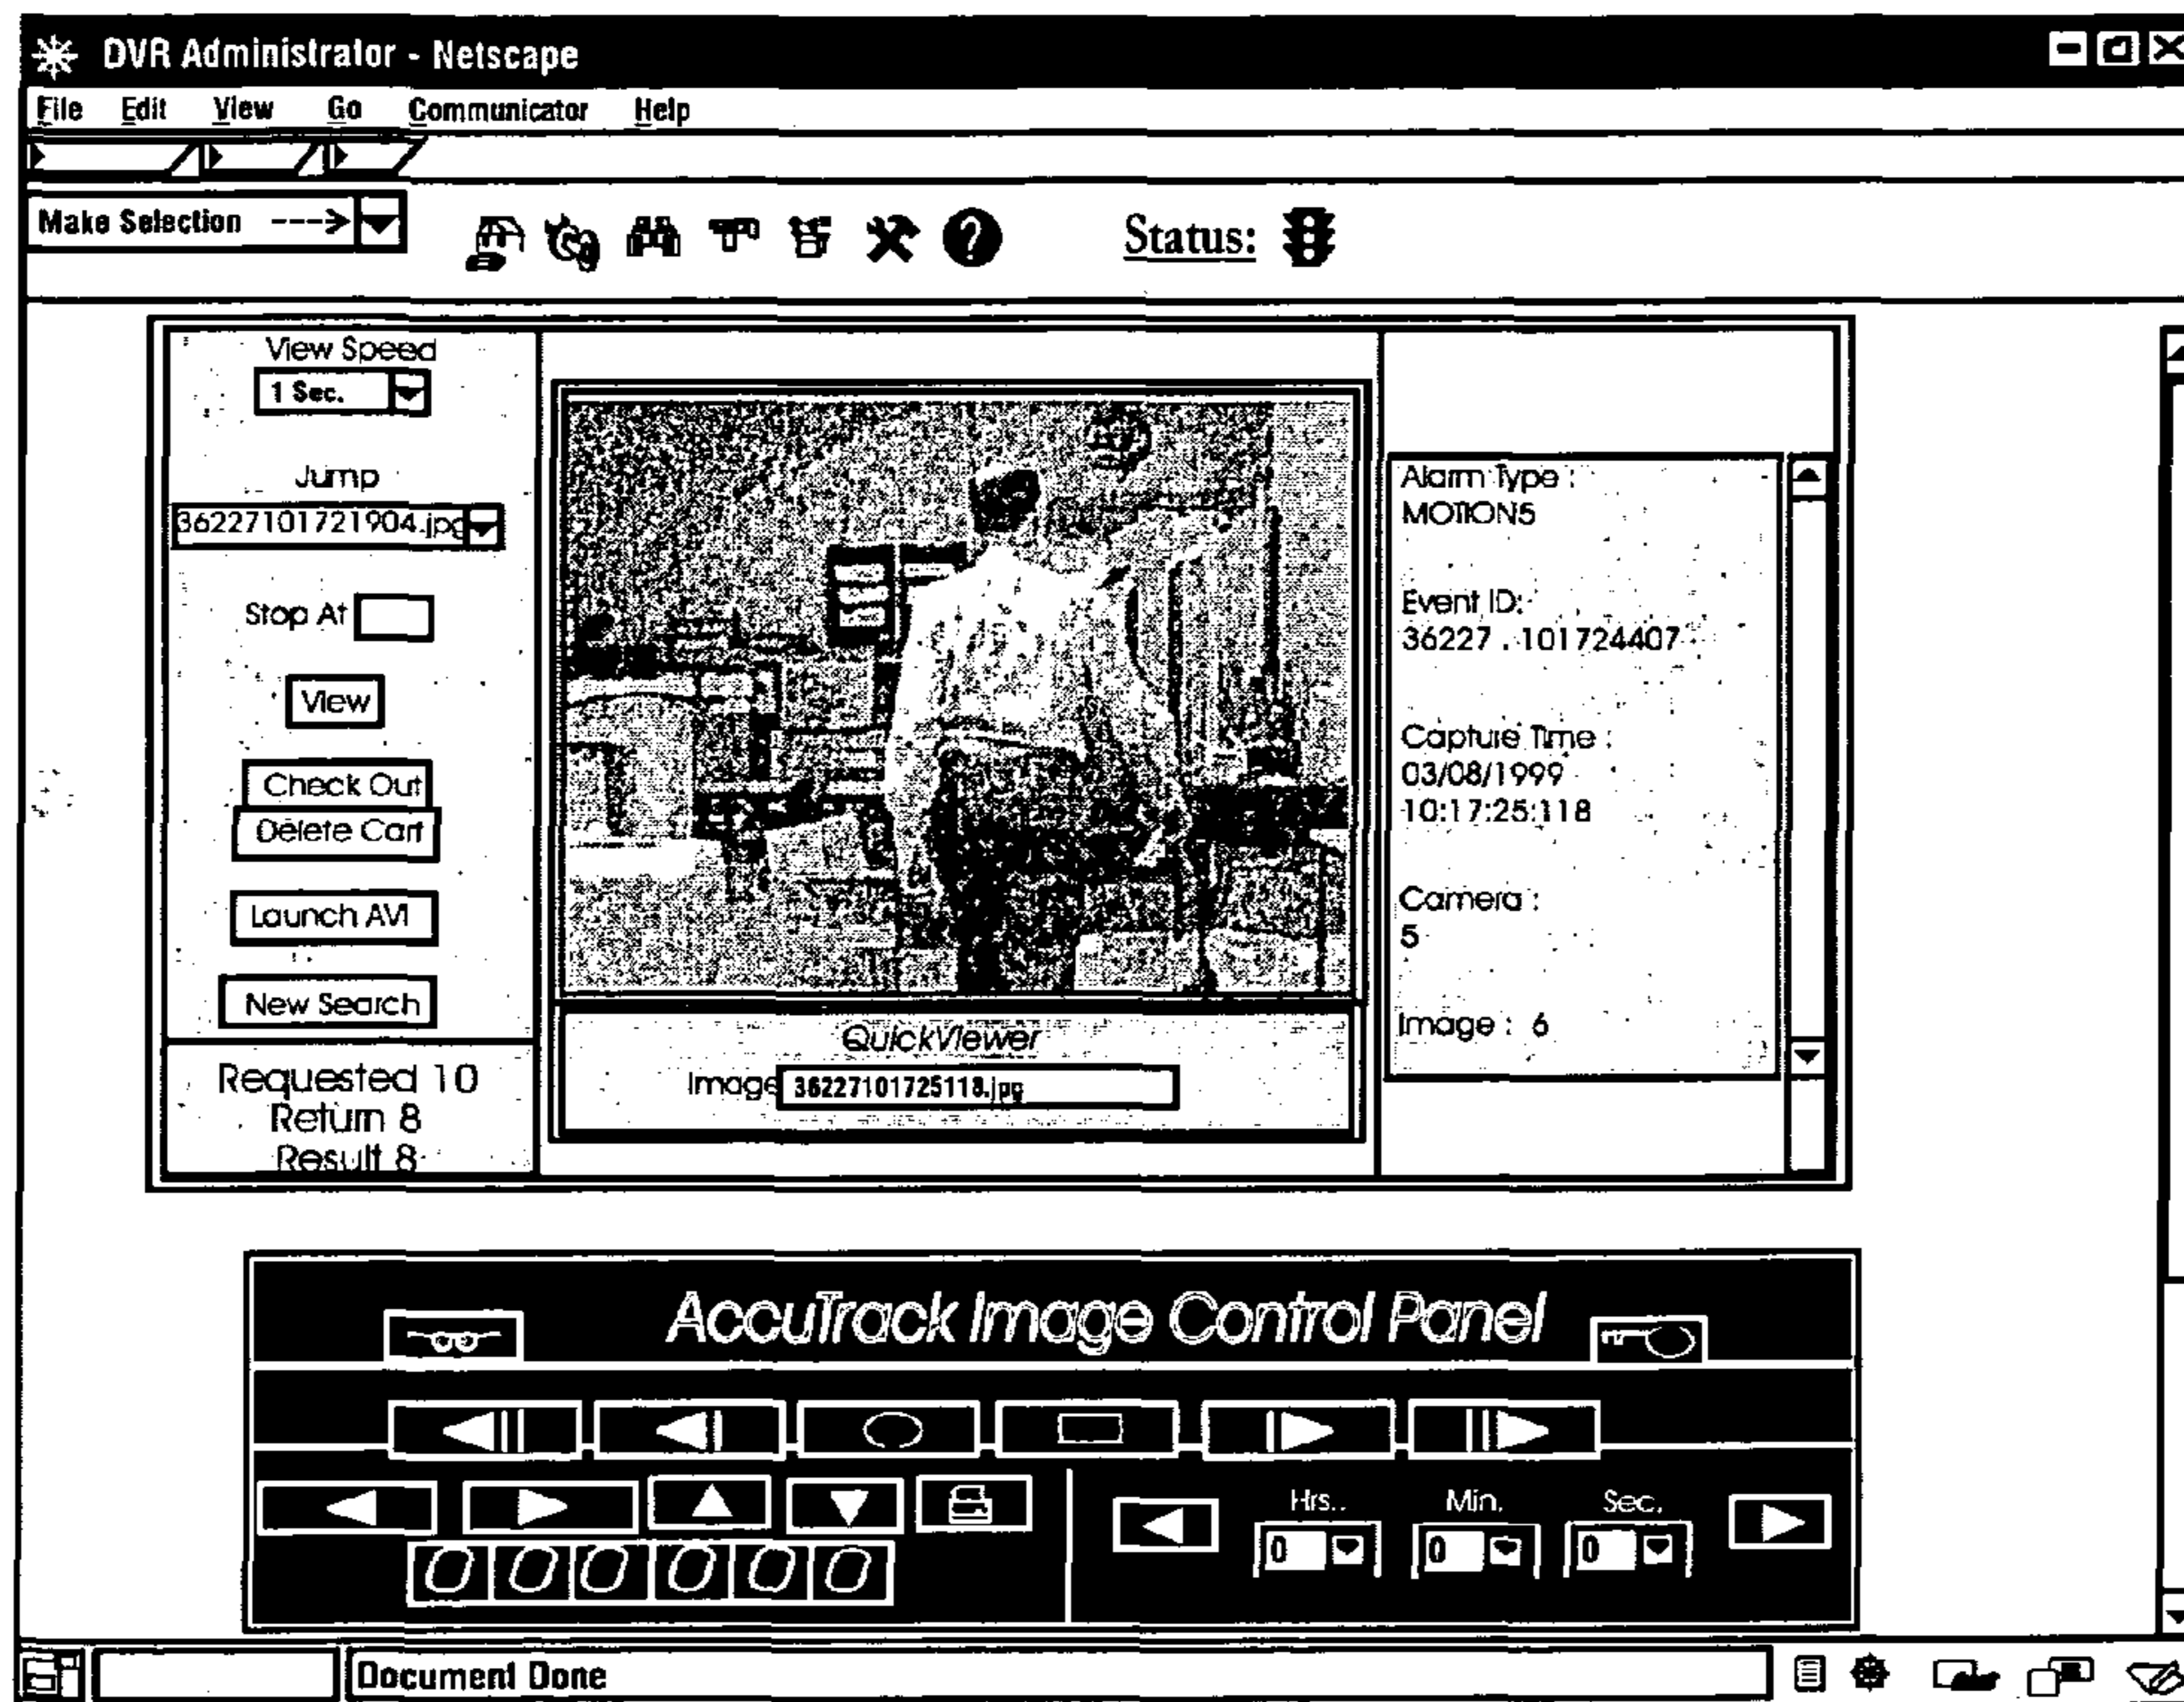 DVR Administrator - Netscape
File Edit View Go Communicator Help
Make Selection --->
Status:
View Speed
1 Sec.
Jump
36227101721904.jpg
Stop At
View
Check Out
Delete Cart
Launch AVI
New Search
Requested 10
Return 8
Result 8
QuickViewer
Image 36227101725118.jpg
Alarm Type :
MOTION5
Event ID:
36227 . 101724407
Capture Time :
03/08/1999
10:17:25:118
Camera :
5
Image : 6
AccuTrack Image Control Panel
Hrs.. Min. Sec.
0 0 0
0 0 0 0 0 0
Document Done